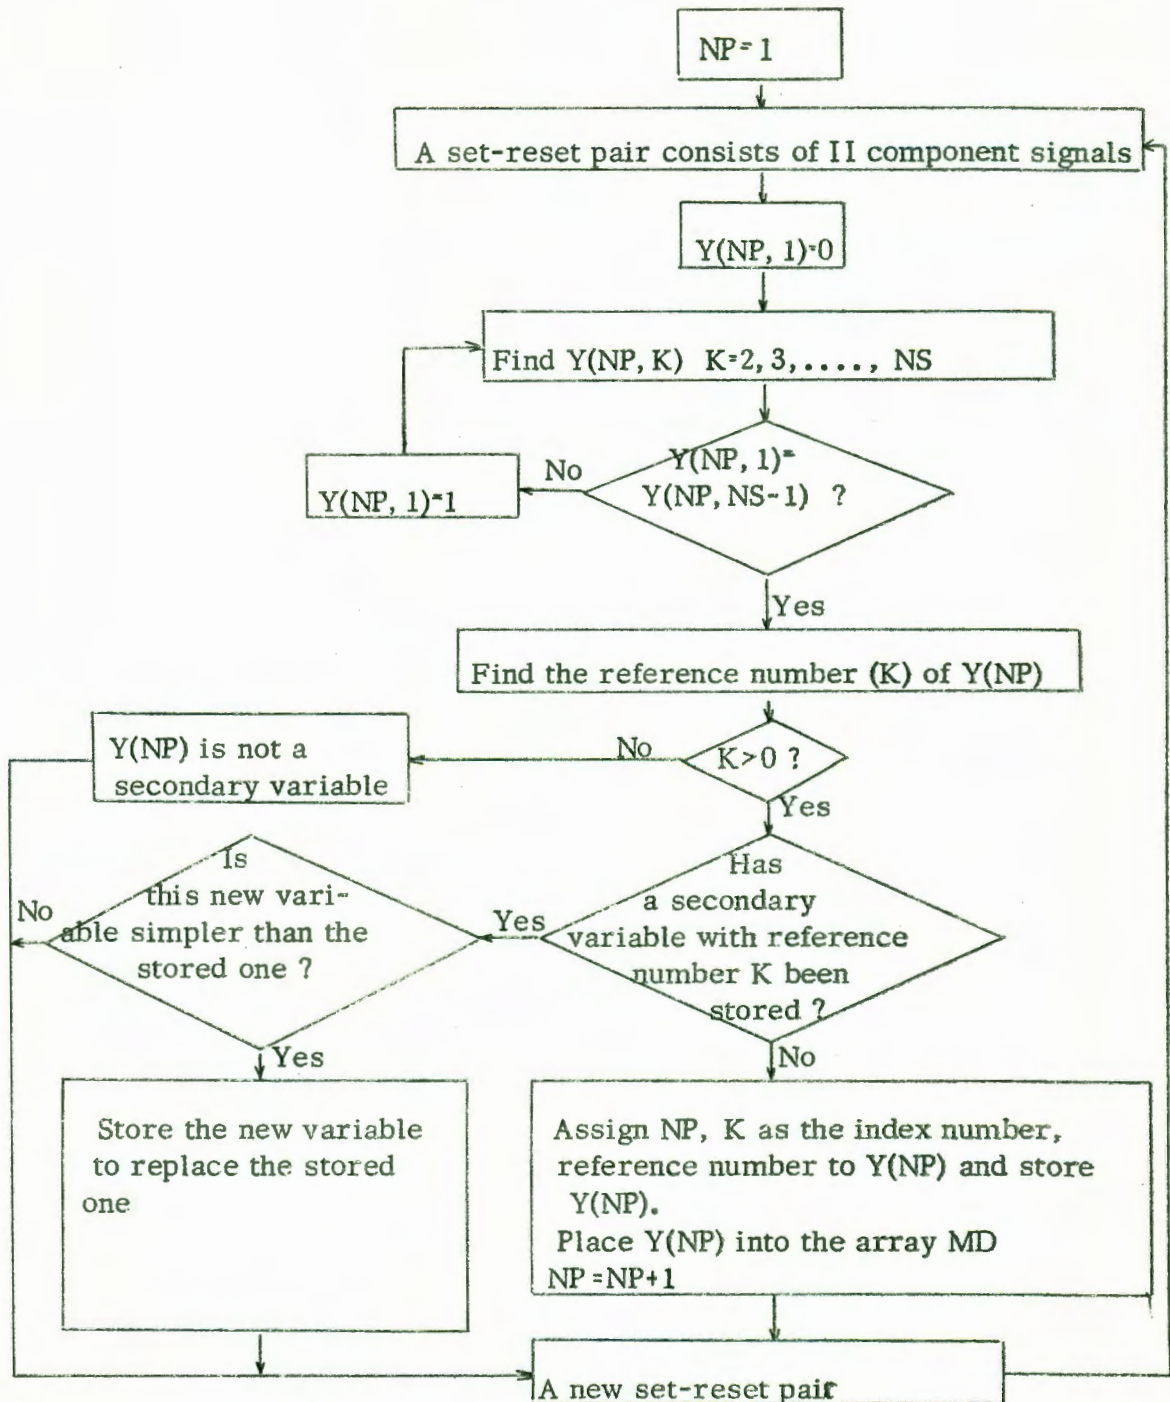 NP=1
A set-reset pair consists of II component signals
Y(NP, 1)=0
Find Y(NP, K) K=2, 3, . . . . , NS
Y(NP, 1)=
Y(NP, NS-1) ?
No
Y(NP, 1)=1
Yes
Find the reference number (K) of Y(NP)
K>0 ?
No
Y(NP) is not a
secondary variable
Yes
Has
a secondary
variable with reference
number K been
stored ?
Yes
Is
this new vari-
able simpler than the
stored one ?
No
Yes
Store the new variable
to replace the stored
one
No
Assign NP, K as the index number,
reference number to Y(NP) and store
Y(NP).
Place Y(NP) into the array MD
NP=NP+1
A new set-reset pair